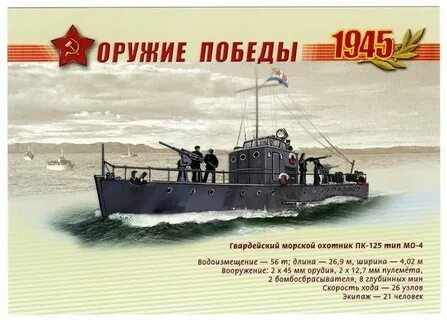 ОРУЖИЕ ПОБЕДЫ
1945
Гвардейский морской охотник ПК-125 тип МО-4
Водоизмещение — 56 т; длина — 26,9 м, ширина — 4,02 м
Вооружение: 2 х 45 мм орудия, 2 х 12,7 мм пулемёта,
2 бомбосбрасывателя, 8 глубинных мин
Скорость хода — 26 узлов
Экипаж — 21 человек